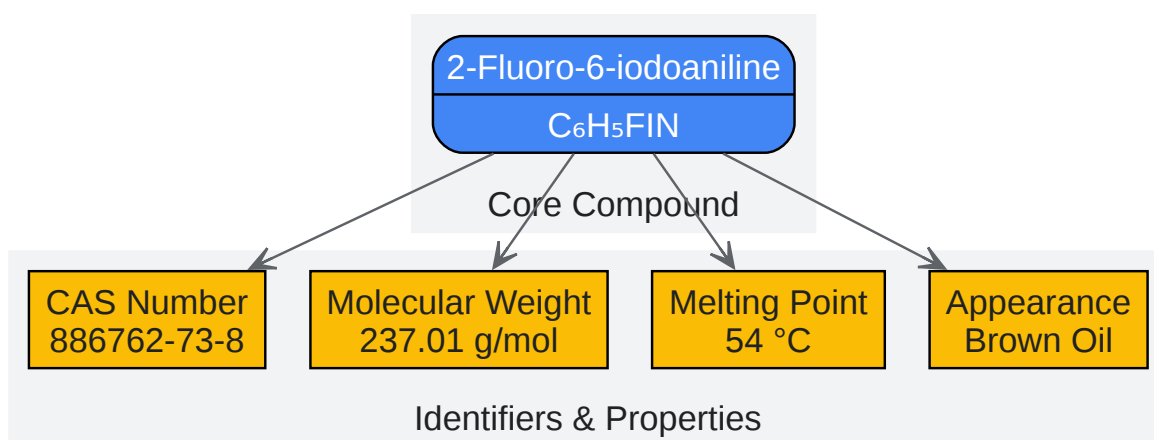 2-Fluoro-6-iodoaniline
C₆H₅FIN
Core Compound
CAS Number
886762-73-8
Molecular Weight
237.01 g/mol
Melting Point
54 °C
Appearance
Brown Oil
Identifiers & Properties